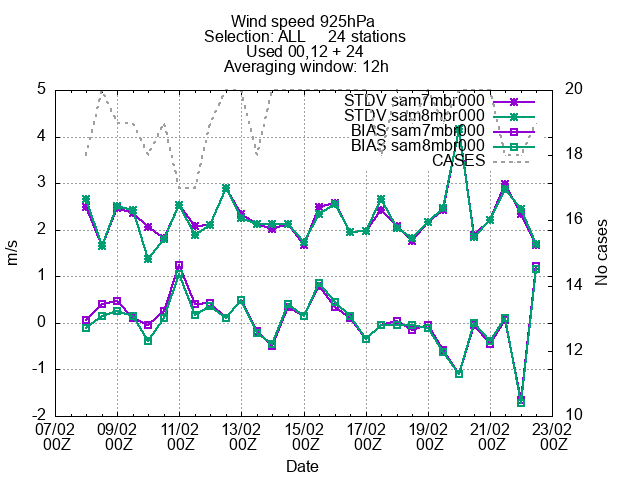 Wind speed 925hPa
Selection: ALL 24 stations
Used 00,12 + 24
Averaging window: 12h
STDV sam7mbr000
STDV sam8mbr000
BIAS sam7mbr000
BIAS sam8mbr000
CASES
5
4
3
2
1
0
-1
-2
m/s
20
18
16
14
12
10
No cases
07/02 09/02 11/02 13/02 15/02 17/02 19/02 21/02 23/02
00Z 00Z 00Z 00Z 00Z 00Z 00Z 00Z 00Z
Date